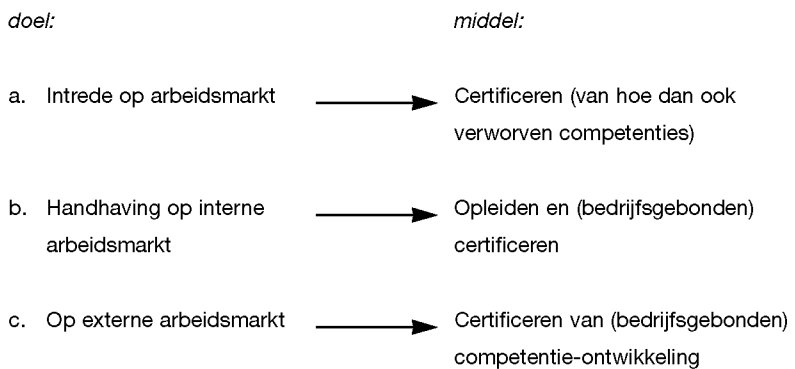 doel: middel:
a. Intrede op arbeidsmarkt Certificeren (van hoe dan ook
verworven competenties)
b. Handhaving op interne Opleiden en (bedrijfsgebonden)
arbeidsmarkt certificeren
c. Op externe arbeidsmarkt Certificeren van (bedrijfsgebonden)
competentie-ontwikkeling